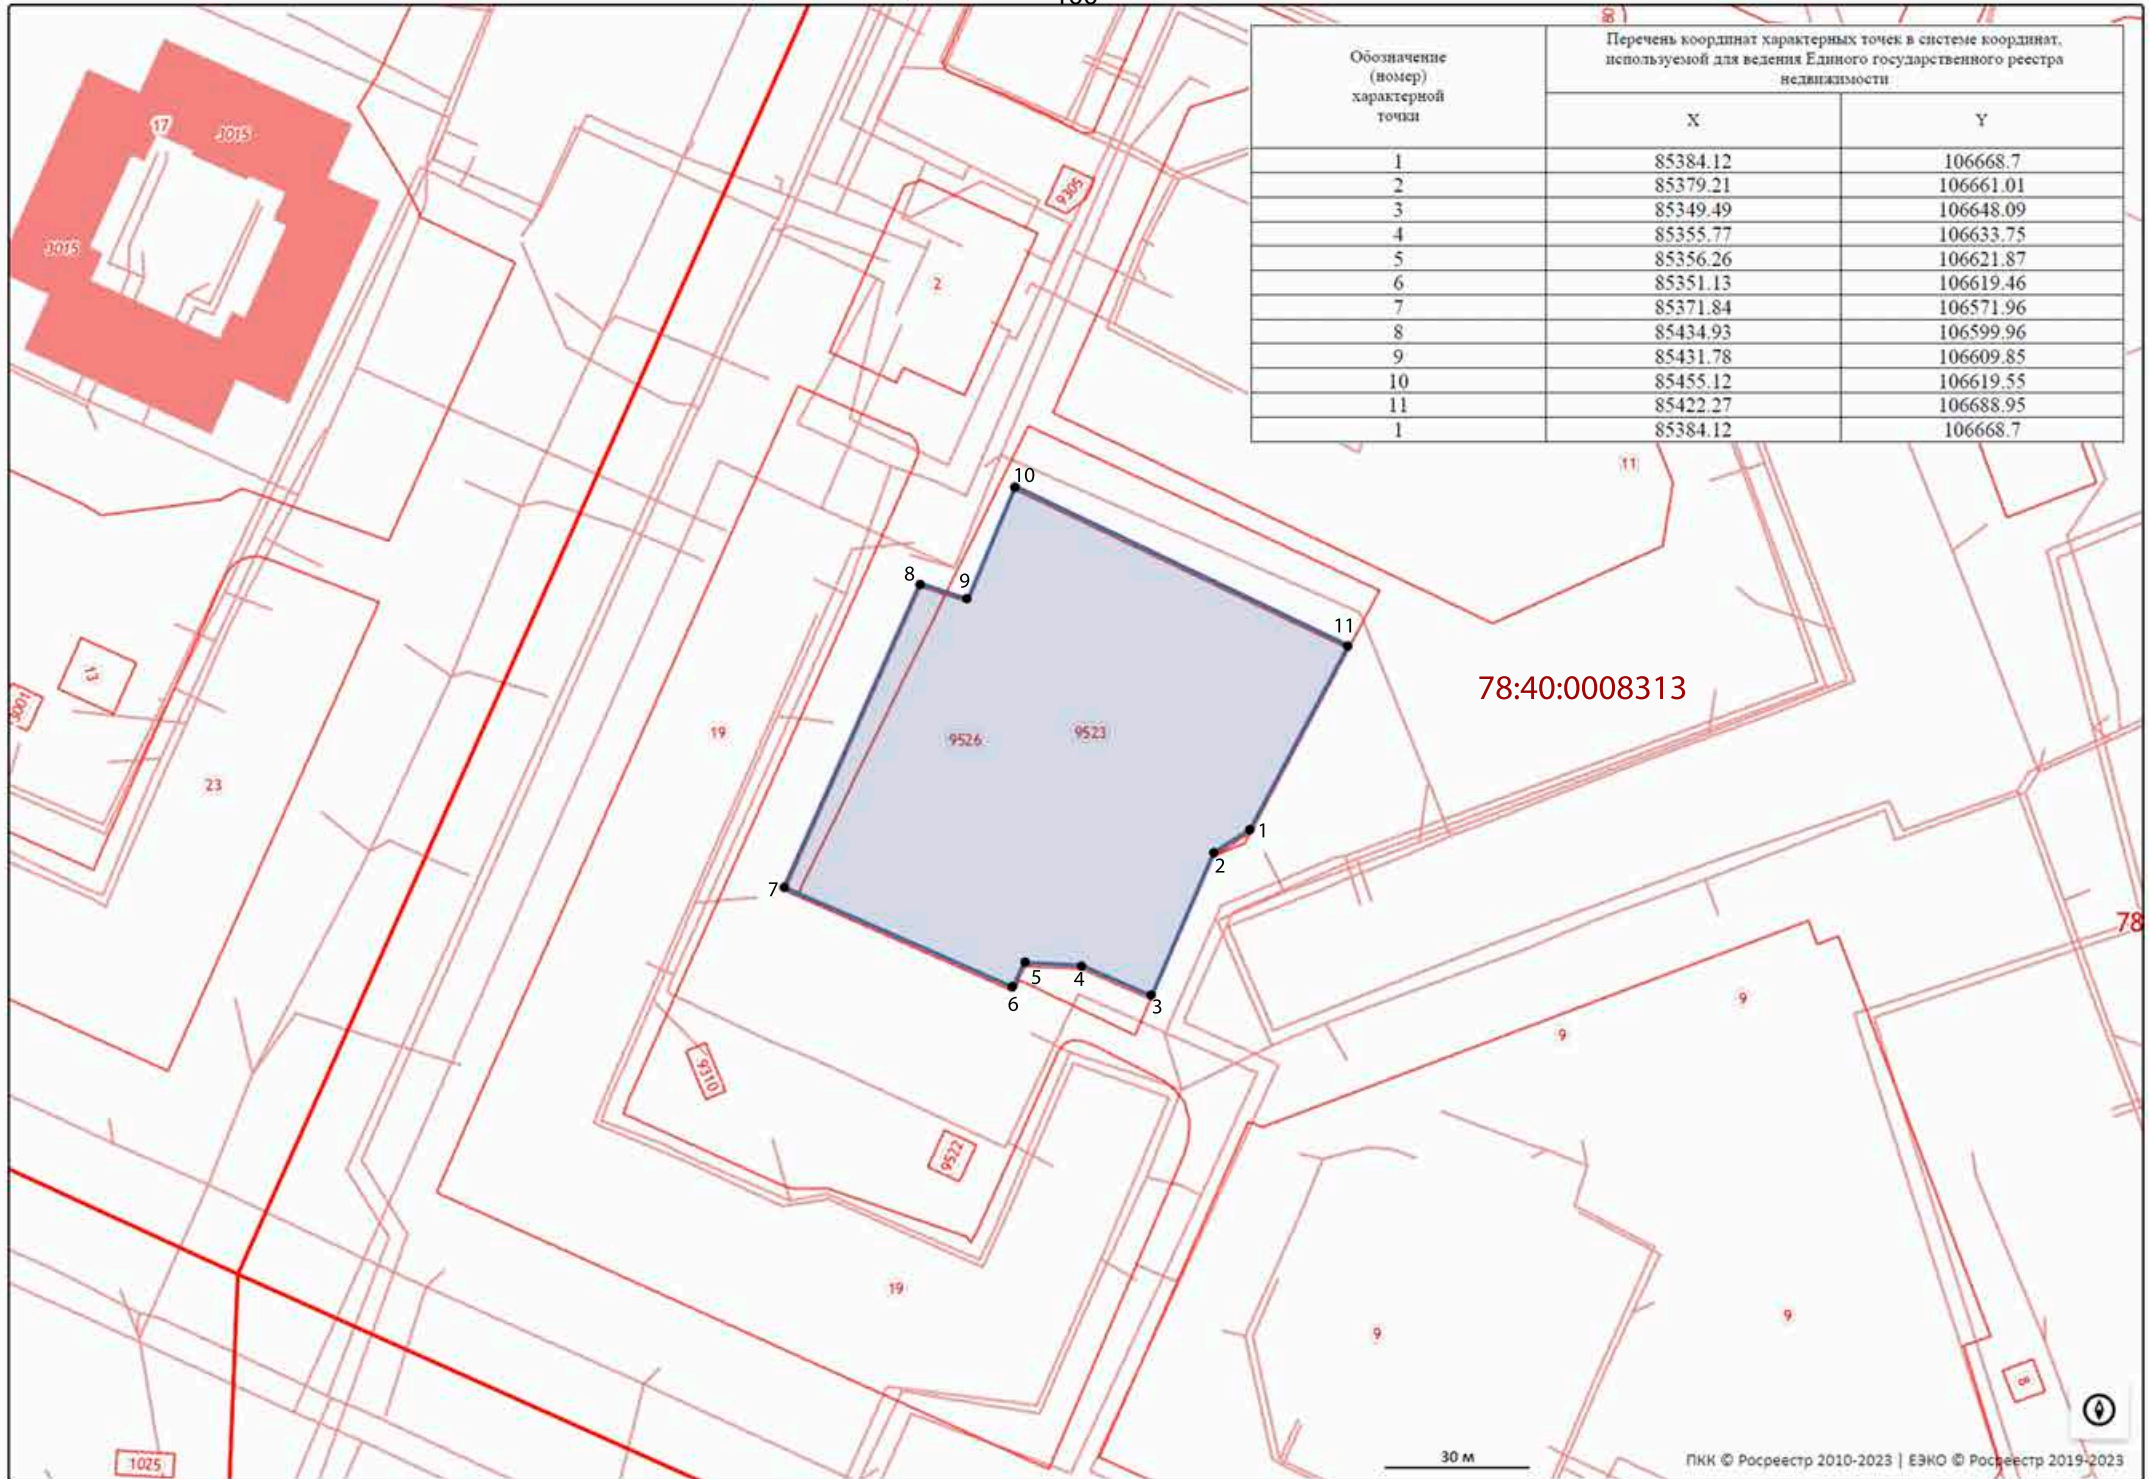 Обозначение
(номер)
характерной
точки
Перечень координат характерных точек в системе координат,
используемой для ведения Единого государственного реестра
недвижимости
X Y
1 85384.12 106668.7
2 85379.21 106661.01
3 85349.49 106648.09
4 85355.77 106633.75
5 85356.26 106621.87
6 85351.13 106619.46
7 85371.84 106571.96
8 85434.93 106599.96
9 85431.78 106609.85
10 85455.12 106619.55
11 85422.27 106688.95
1 85384.12 106668.7
80
17
3015
3015
9305
2
11
10
8
9
11
13
3001
78:40:0008313
19
9526
9523
23
1
2
7
78
5
4
6
3
9
9
9310
9522
19
9
9
8
1025
30 м
ПКК © Росреестр 2010-2023 | ЕЭКО © Росреестр 2019-2023